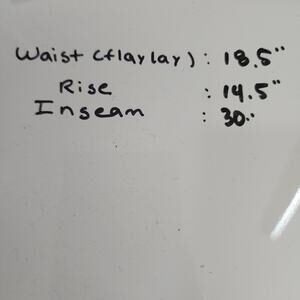 Waist (flaylay) : 18.5"
Rise : 14.5"
Inseam : 30"